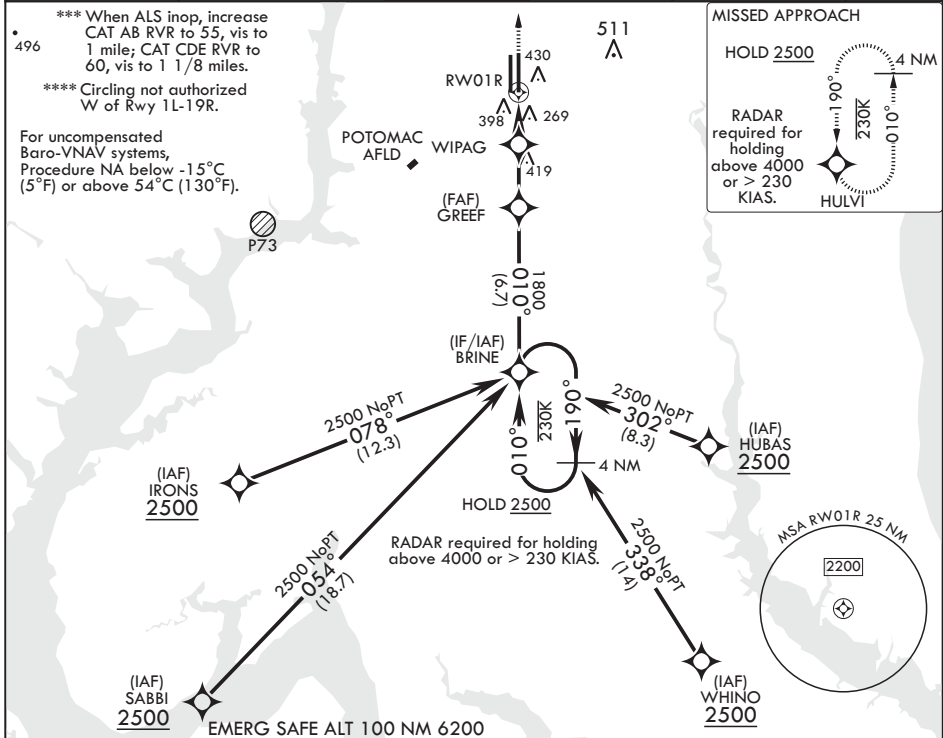 *** When ALS inop, increase
CAT AB RVR to 55, vis to
1 mile; CAT CDE RVR to
60, vis to 1 1/8 miles.
496
**** Circling not authorized
W of Rwy 1L-19R.
For uncompensated
Baro-VNAV systems,
Procedure NA below -15°C
(5°F) or above 54°C (130°F).
511
430
RW01R
398
269
POTOMAC
AFLD
WIPAG
419
(FAF)
GREEF
P73
1800
010°
(6.7)
(IF/IAF)
BRINE
2500 NoPT
078°
(12.3)
(IAF)
IRONS
2500
2500 NoPT
054°
(18.7)
(IAF)
SABBI
2500
010°
230K
190°
4 NM
HOLD 2500
RADAR required for holding
above 4000 or > 230 KIAS.
2500 NoPT
302°
(8.3)
(IAF)
HUBAS
2500
2500 NoPT
338°
(14)
(IAF)
WHINO
2500
MISSED APPROACH
HOLD 2500
4 NM
190°
230K
010°
RADAR
required for
holding
above 4000
or > 230
KIAS.
HULVI
MSA RW01R 25 NM
2200
EMERG SAFE ALT 100 NM 6200